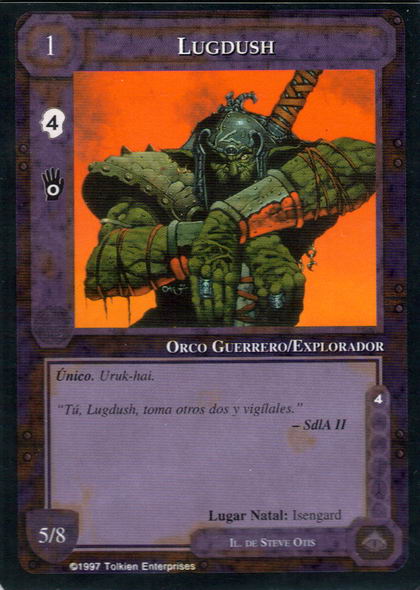 1
LUGDUSH
4
ORCO GUERRERO/EXPLORADOR
Único. Uruk-hai.
“Tú, Lugdush, toma otros dos y vigílales.”
– SdlA II
4
Lugar Natal: Isengard
5/8
IL. DE STEVE OTIS
©1997 Tolkien Enterprises